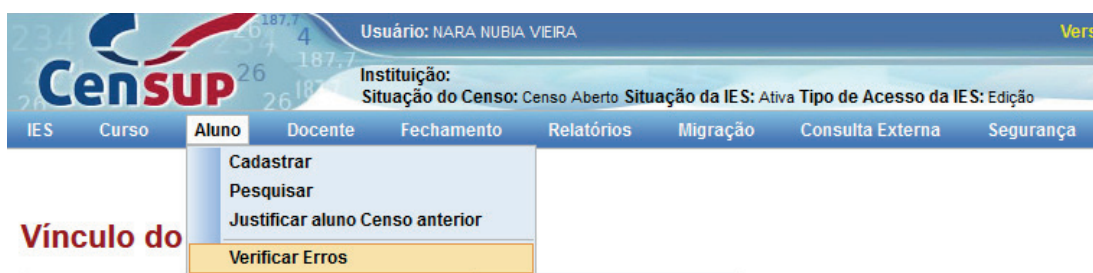 Censup
Usuário: NARA NUBIA VIEIRA
Vers
Instituição:
Situação do Censo: Censo Aberto Situação da IES: Ativa Tipo de Acesso da IES: Edição
IES Curso Aluno Docente Fechamento Relatórios Migração Consulta Externa Segurança
Cadastrar
Pesquisar
Justificar aluno Censo anterior
Vínculo do
Verificar Erros